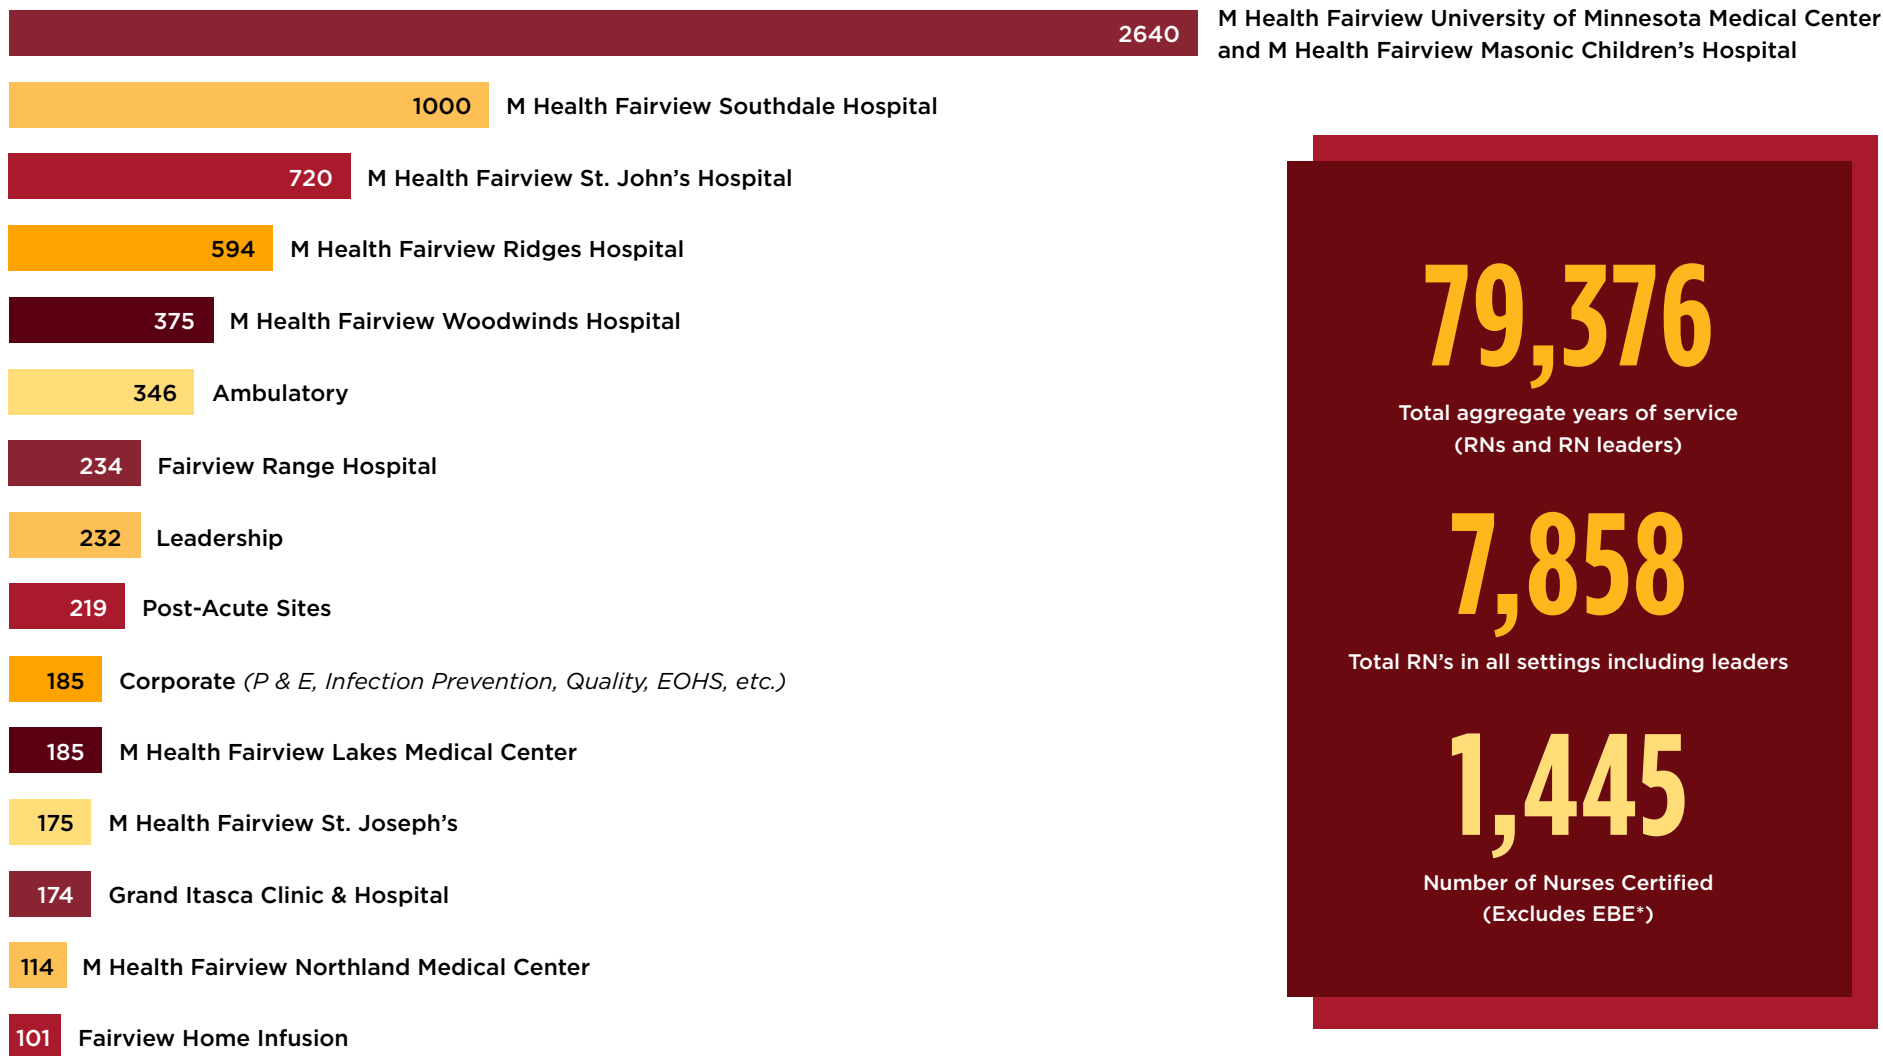 2640 M Health Fairview University of Minnesota Medical Center
and M Health Fairview Masonic Children’s Hospital
1000 M Health Fairview Southdale Hospital
720 M Health Fairview St. John’s Hospital
594 M Health Fairview Ridges Hospital
375 M Health Fairview Woodwinds Hospital
346 Ambulatory
234 Fairview Range Hospital
232 Leadership
219 Post-Acute Sites
185 Corporate (P & E, Infection Prevention, Quality, EOHS, etc.)
185 M Health Fairview Lakes Medical Center
175 M Health Fairview St. Joseph’s
174 Grand Itasca Clinic & Hospital
114 M Health Fairview Northland Medical Center
101 Fairview Home Infusion
79,376
Total aggregate years of service
(RNs and RN leaders)
7,858
Total RN’s in all settings including leaders
1,445
Number of Nurses Certified
(Excludes EBE*)